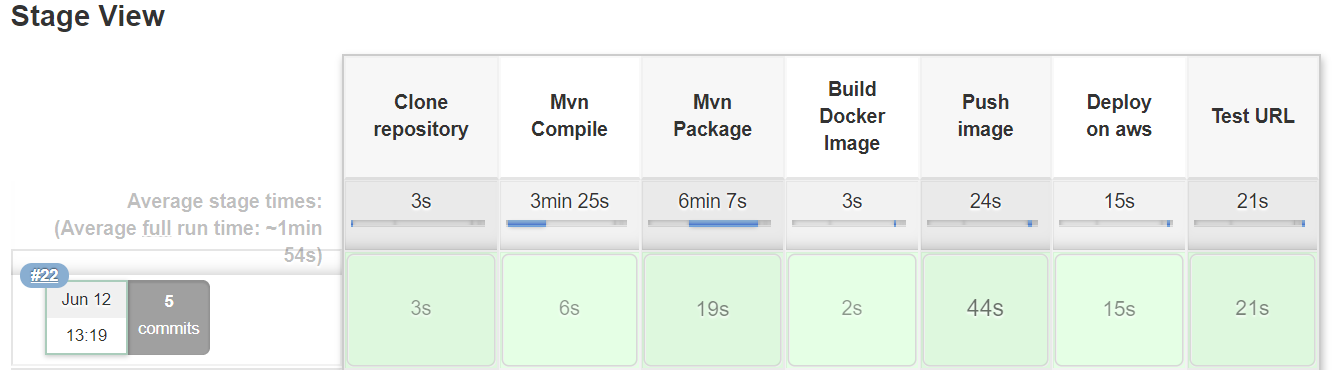 Stage View
Clone
repository
Mvn
Compile
Mvn
Package
Build
Docker
Image
Push
image
Deploy
on aws
Test URL
Average stage times:
(Average full run time: ~1min
54s)
3s
3min 25s
6min 7s
3s
24s
15s
21s
#22
Jun 12
13:19
5
commits
3s
6s
19s
2s
44s
15s
21s